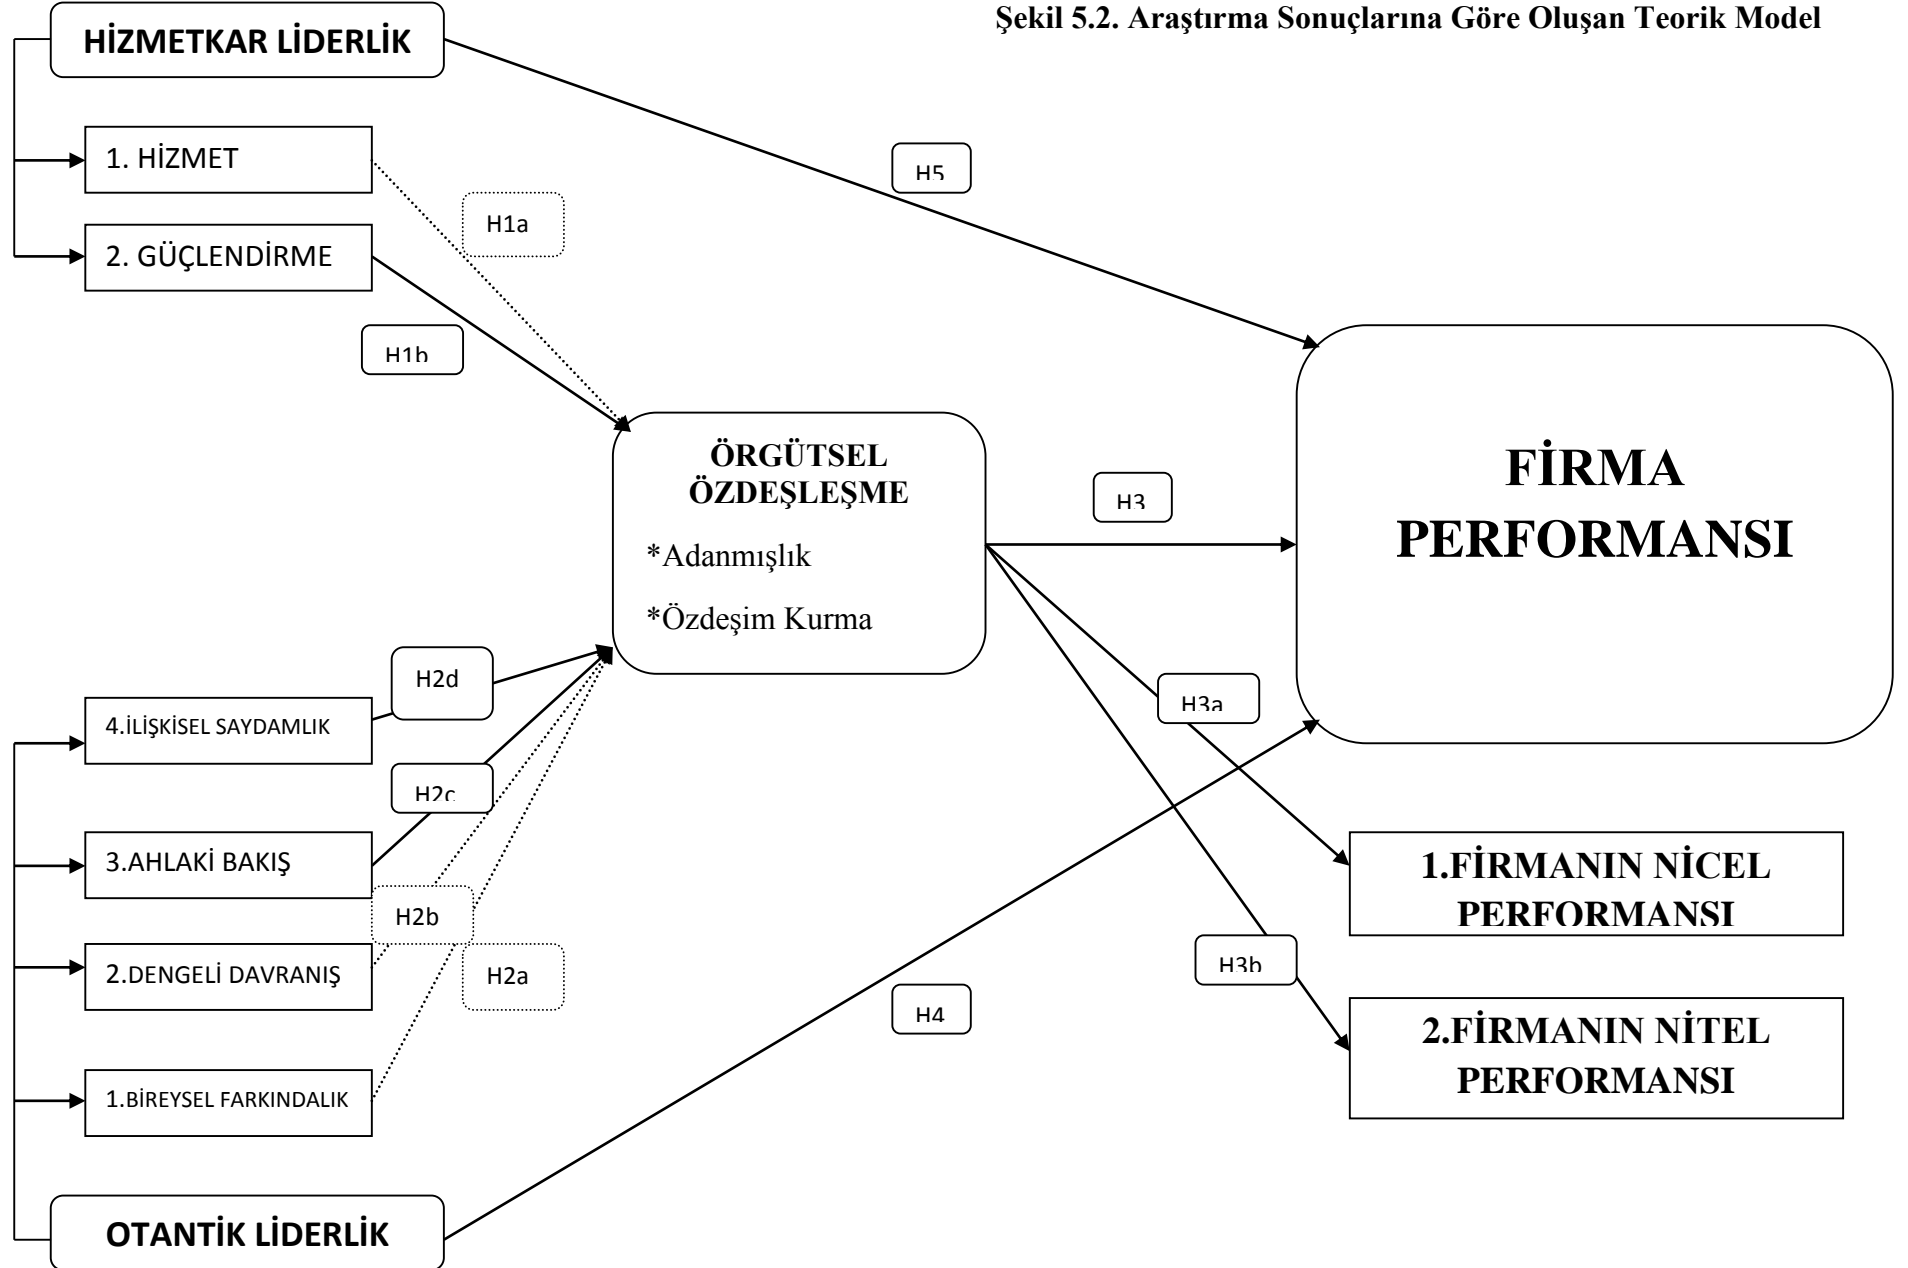 Şekil 5.2. Araştırma Sonuçlarına Göre Oluşan Teorik Model
HİZMETKAR LİDERLİK
1. HİZMET
H5
H1a
2. GÜÇLENDİRME
H1b
ÖRGÜTSEL
ÖZDEŞLEŞME
*Adanmışlık
*Özdeşim Kurma
H3
FİRMA
PERFORMANSI
H2d
4.İLİŞKİSEL SAYDAMLIK
H3a
H2c
3.AHLAKİ BAKIŞ
1.FİRMANIN NİCEL
PERFORMANSI
H2b
2.DENGELİ DAVRANIŞ
H2a
H3b
H4
2.FİRMANIN NİTEL
PERFORMANSI
1.BİREYSEL FARKINDALIK
OTANTİK LİDERLİK